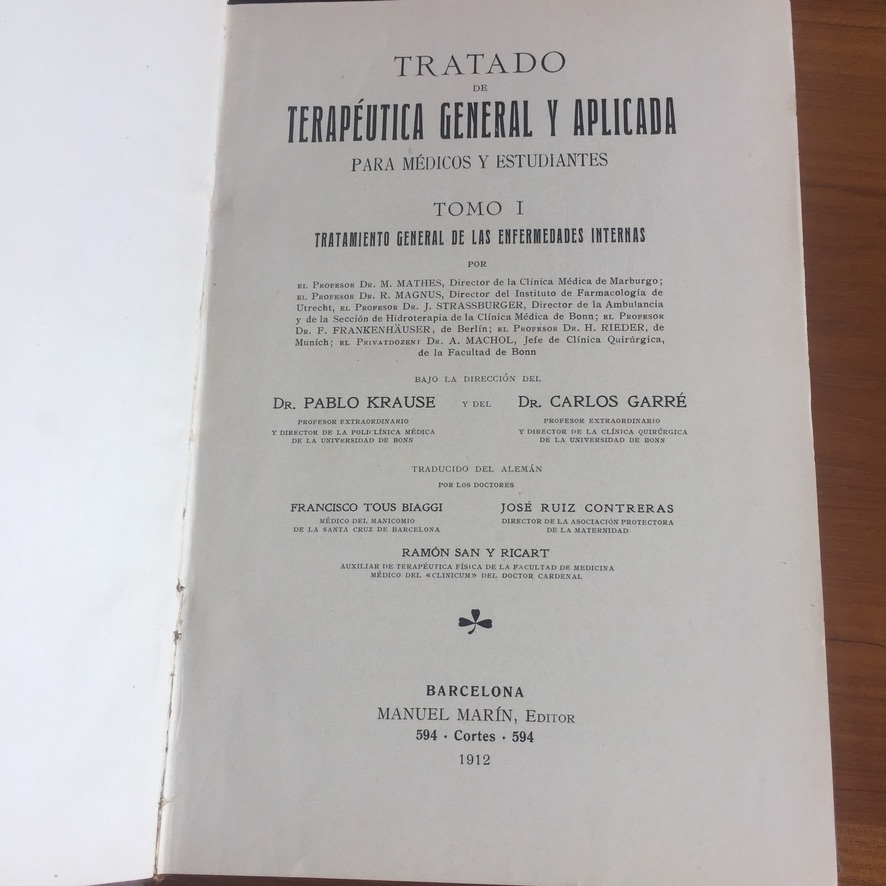 TRATADO
DE
TERAPÉUTICA GENERAL Y APLICADA
PARA MÉDICOS Y ESTUDIANTES
TOMO I
TRATAMIENTO GENERAL DE LAS ENFERMEDADES INTERNAS
POR
EL PROFESOR DR. M. MATHES, Director de la Clínica Médica de Marburgo;
EL PROFESOR DR. R. MAGNUS, Director del Instituto de Farmacología de
Utrecht, EL PROFESOR DR. J. STRASSBURGER, Director de la Ambulancia
y de la Sección de Hidroterapia de la Clínica Médica de Bonn; EL PROFESOR
DR. F. FRANKENHÄUSER, de Berlín; EL PROFESOR DR. H. RIEDER, de
Munich; EL PRIVATDOZENT DR. A. MACHOL, Jefe de Clínica Quirúrgica,
de la Facultad de Bonn
BAJO LA DIRECCIÓN DEL
DR. PABLO KRAUSE Y DEL DR. CARLOS GARRÉ
PROFESOR EXTRAORDINARIO
Y DIRECTOR DE LA POLICLÍNICA MÉDICA
DE LA UNIVERSIDAD DE BONN
PROFESOR EXTRAORDINARIO
Y DIRECTOR DE LA CLÍNICA QUIRÚRGICA
DE LA UNIVERSIDAD DE BONN
TRADUCIDO DEL ALEMÁN
POR LOS DOCTORES
FRANCISCO TOUS BIAGGI
MÉDICO DEL MANICOMIO
DE LA SANTA CRUZ DE BARCELONA
JOSÉ RUIZ CONTRERAS
DIRECTOR DE LA ASOCIACIÓN PROTECTORA
DE LA MATERNIDAD
RAMÓN SAN Y RICART
AUXILIAR DE TERAPÉUTICA FÍSICA DE LA FACULTAD DE MEDICINA
MÉDICO DEL «CLINICUM» DEL DOCTOR CARDENAL
BARCELONA
MANUEL MARÍN, EDITOR
594 · Cortes · 594
1912